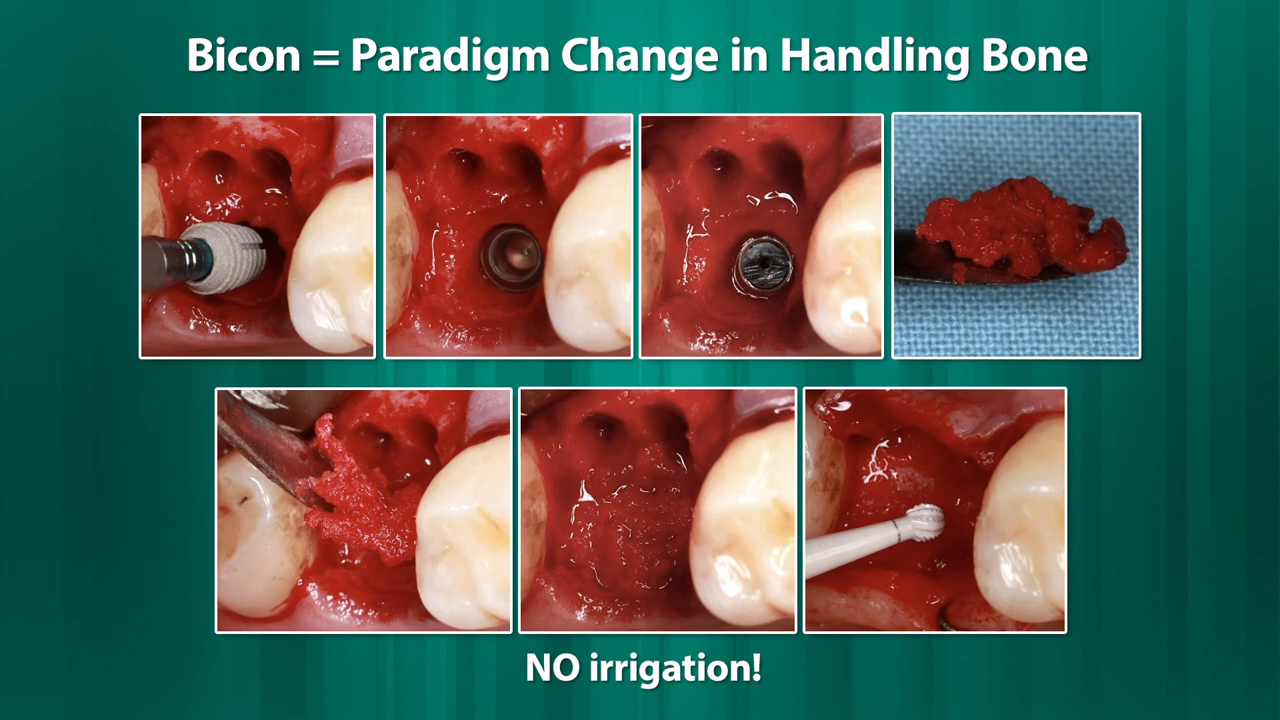 Bicon = Paradigm Change in Handling Bone
NO irrigation!